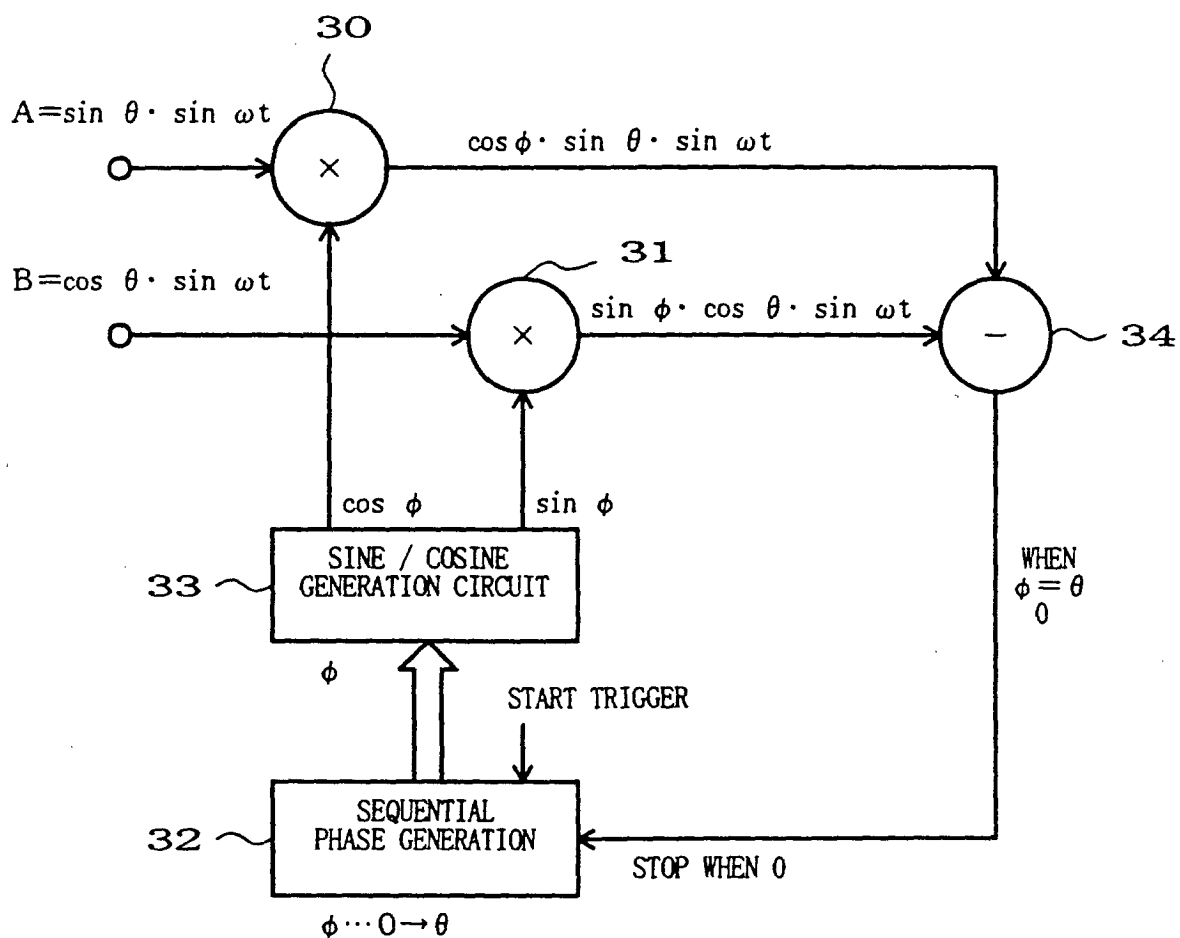 30
A=sin θ· sin ωt
cosϕ· sin θ· sin ωt
×
B=cos θ· sin ωt
31
sin ϕ· cos θ· sin ωt
×
−
34
cos ϕ
sin ϕ
33
SINE / COSINE
GENERATION CIRCUIT
WHEN
ϕ=θ
0
ϕ
START TRIGGER
32
SEQUENTIAL
PHASE GENERATION
STOP WHEN 0
ϕ···0→θ